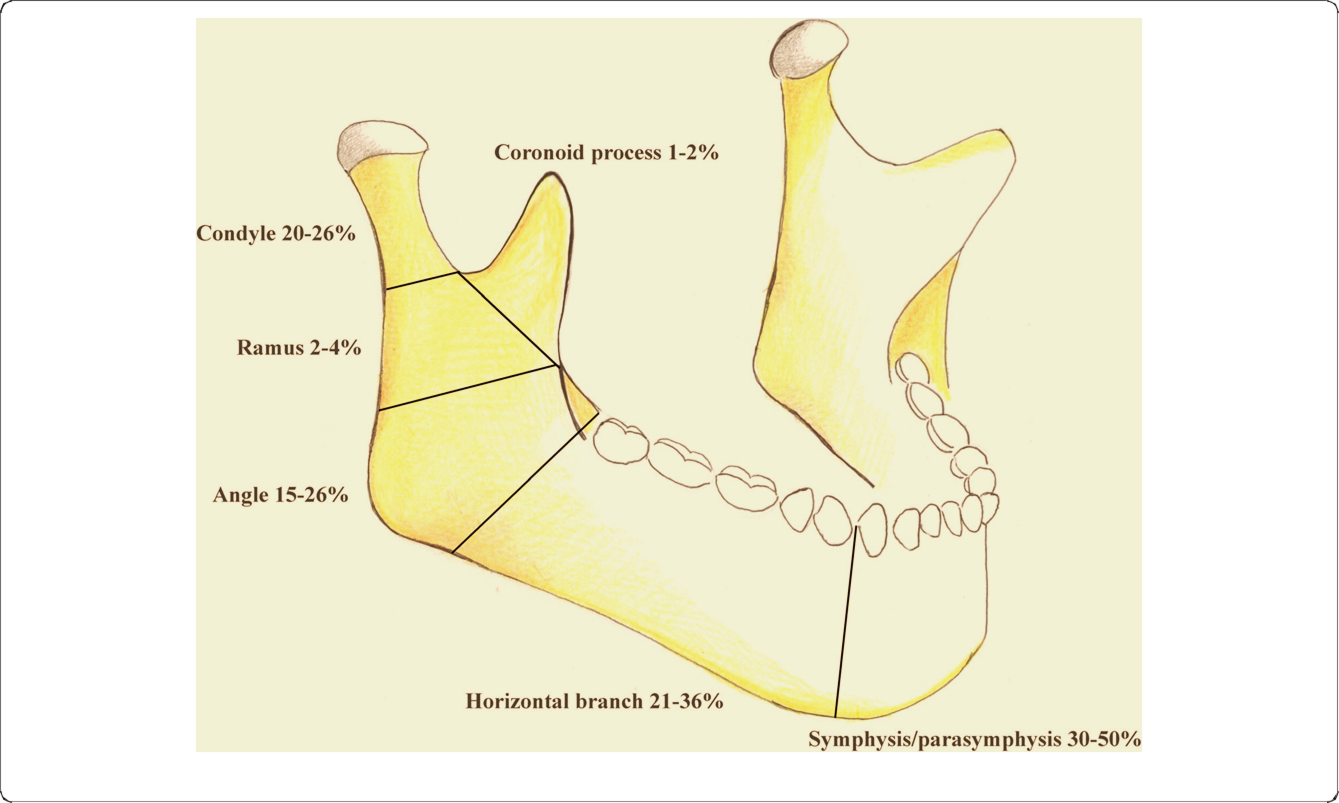 Coronoid process 1-2%
Condyle 20-26%
Ramus 2-4%
Angle 15-26%
Horizontal branch 21-36%
Symphysis/parasymphysis 30-50%